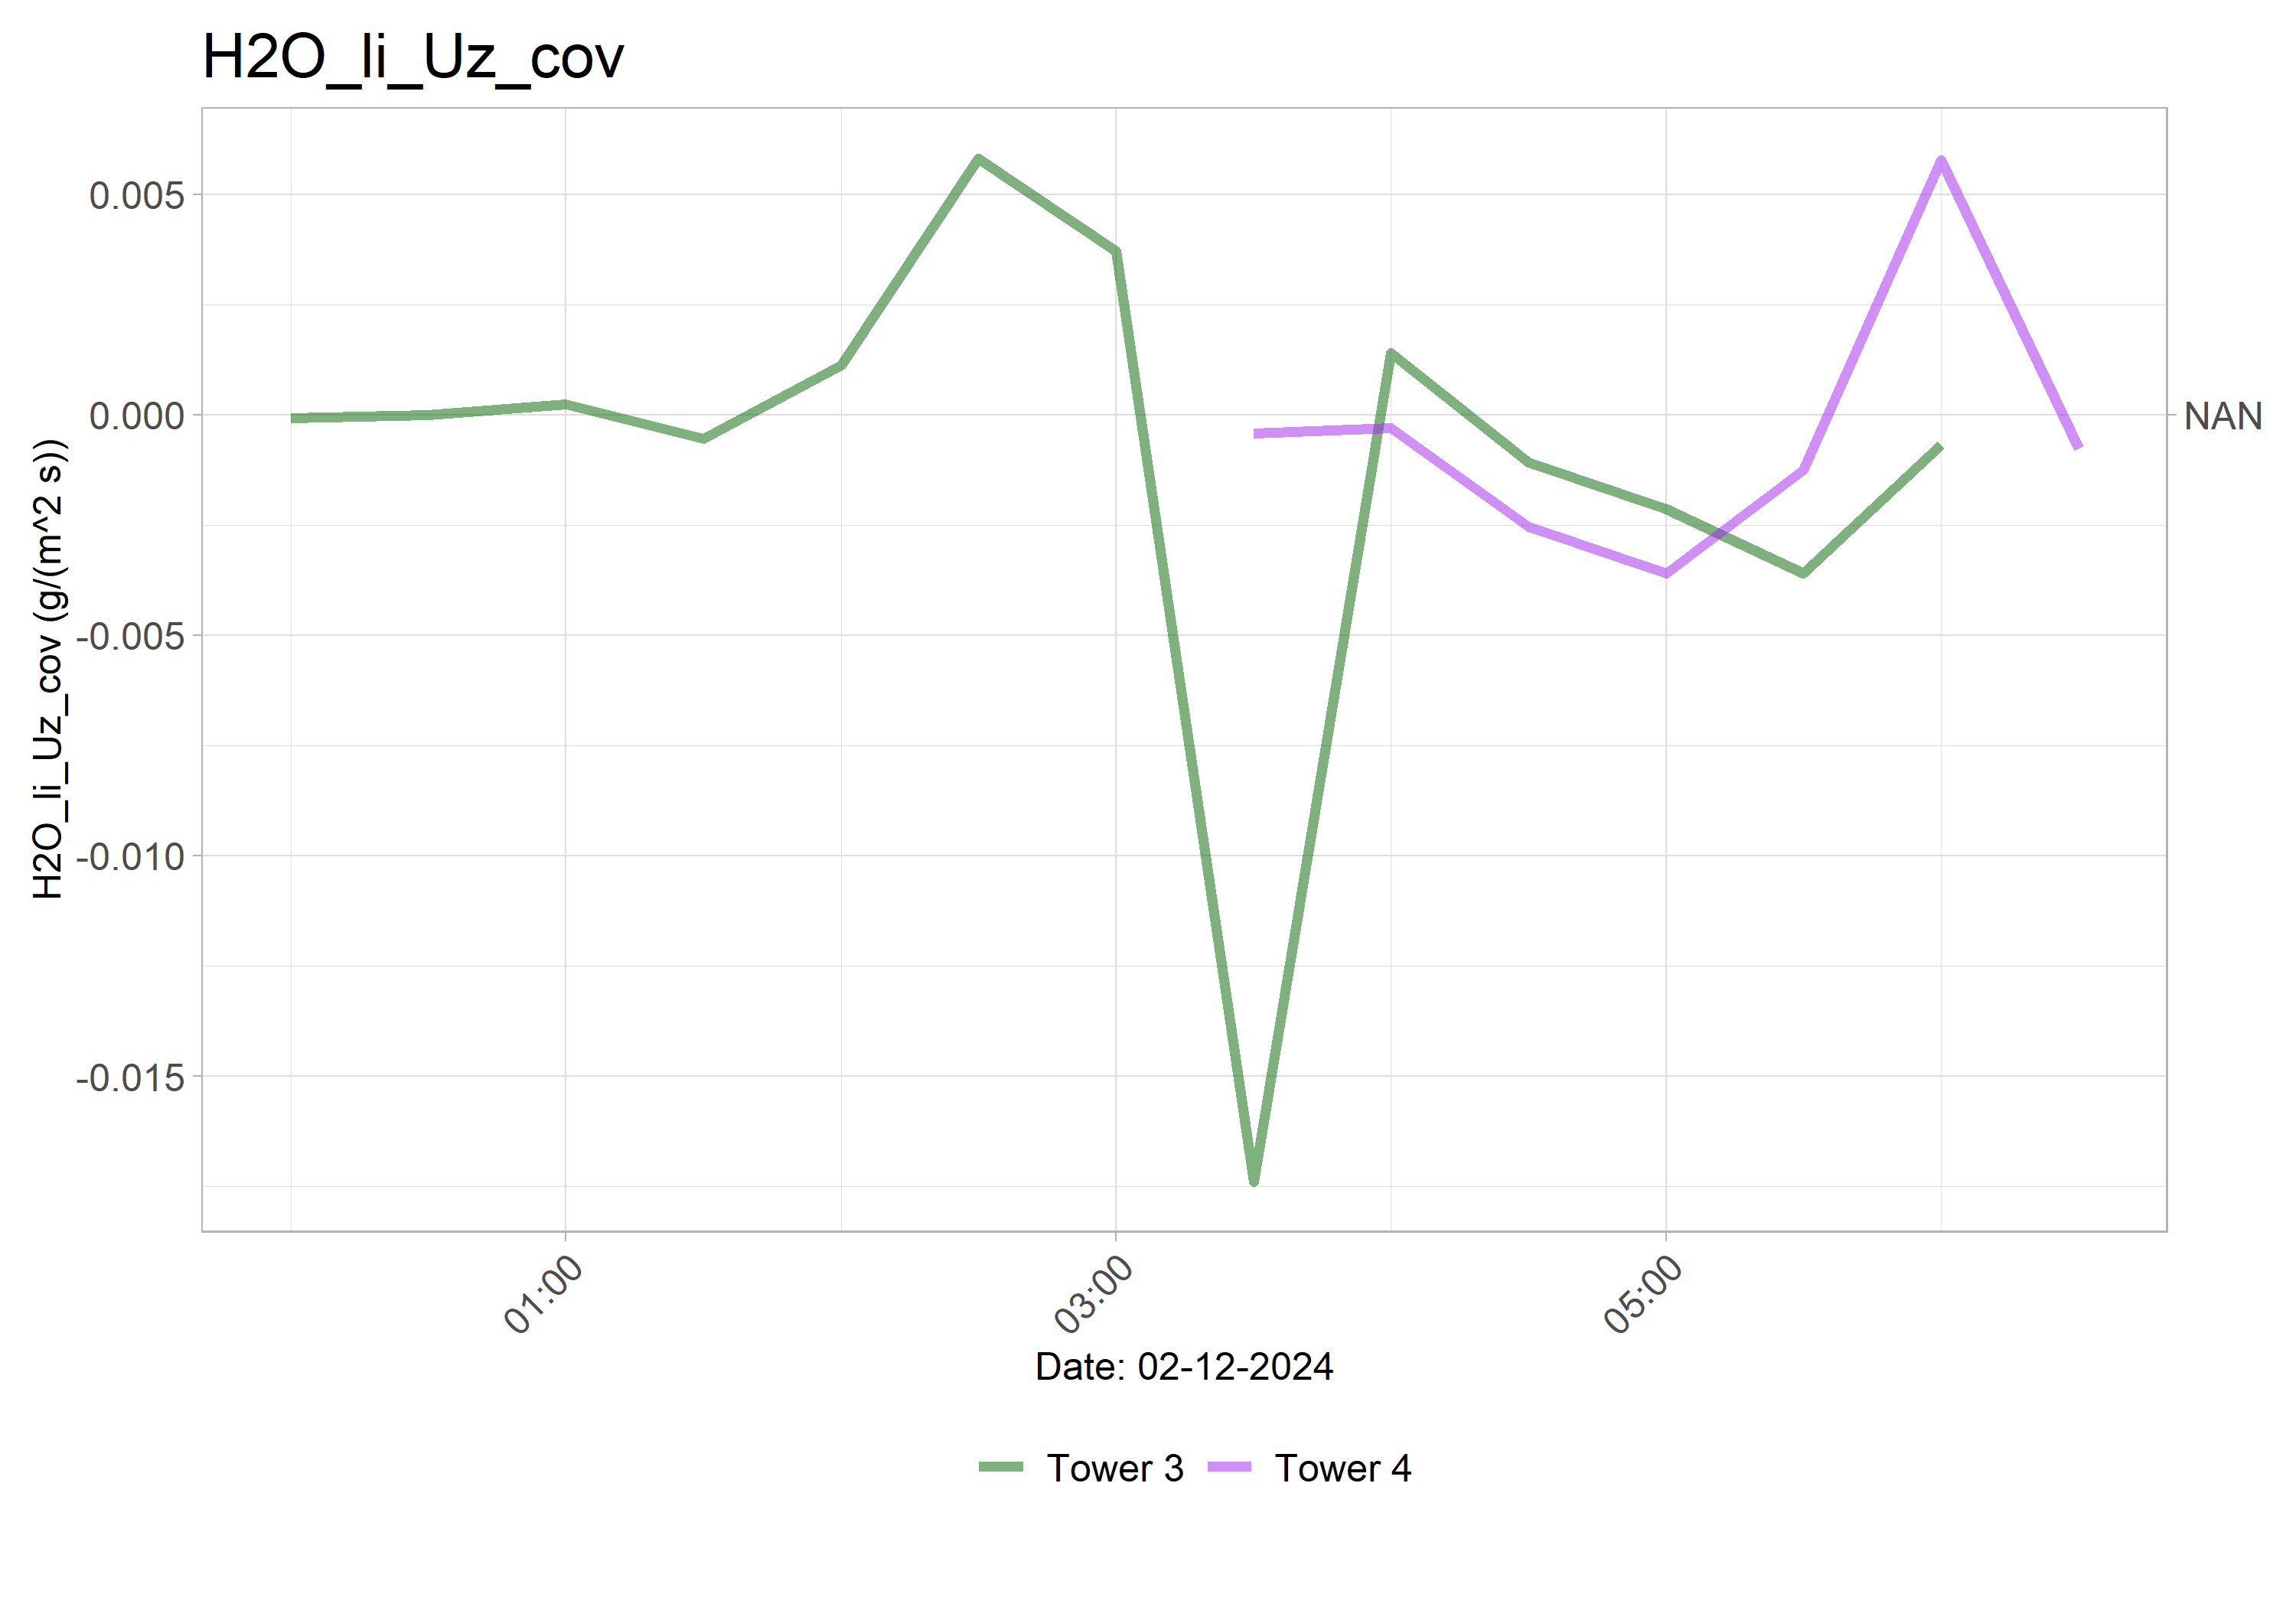 H2O_li_Uz_cov
H2O_li_Uz_cov (g/(m^2 s))
0.005
0.000
-0.005
-0.010
-0.015
NAN
01:00
03:00
05:00
Date: 02-12-2024
Tower 3
Tower 4